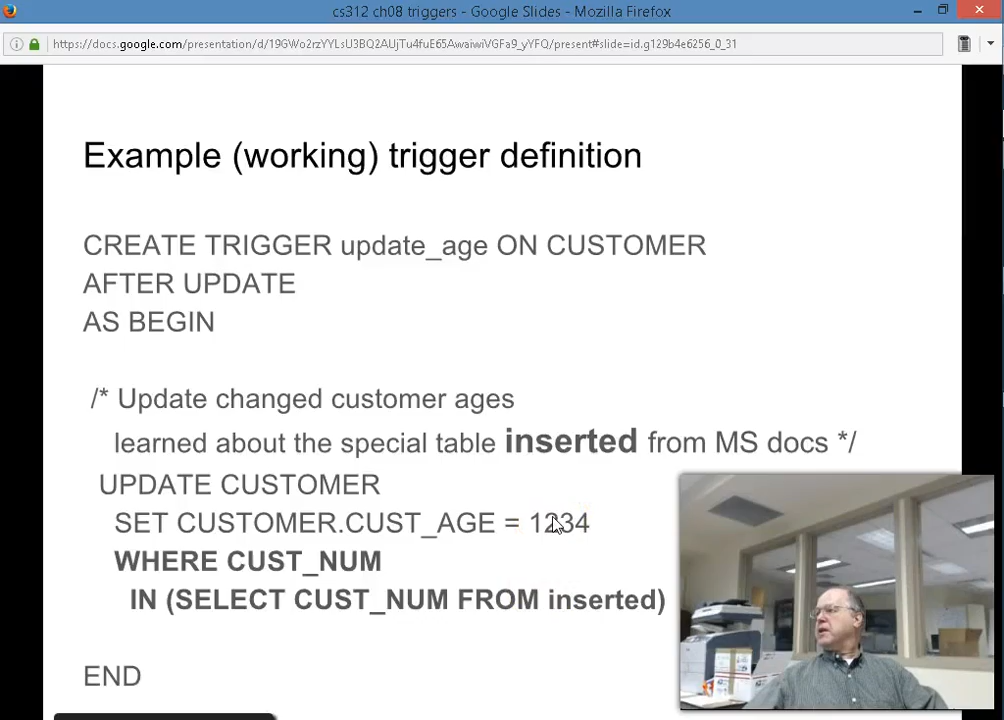 cs312 ch08 triggers - Google Slides - Mozilla Firefox
https://docs.google.com/presentation/d/19GWo2rzYYLsU3BQ2AUjTu4fuE65AwaiwiVGFa9_yYFQ/present#slide=id.g129b4e6256_0_31
Example (working) trigger definition
CREATE TRIGGER update_age ON CUSTOMER
AFTER UPDATE
AS BEGIN
/* Update changed customer ages
learned about the special table inserted from MS docs */
UPDATE CUSTOMER
SET CUSTOMER.CUST_AGE = 1234
WHERE CUST_NUM
IN (SELECT CUST_NUM FROM inserted)
END